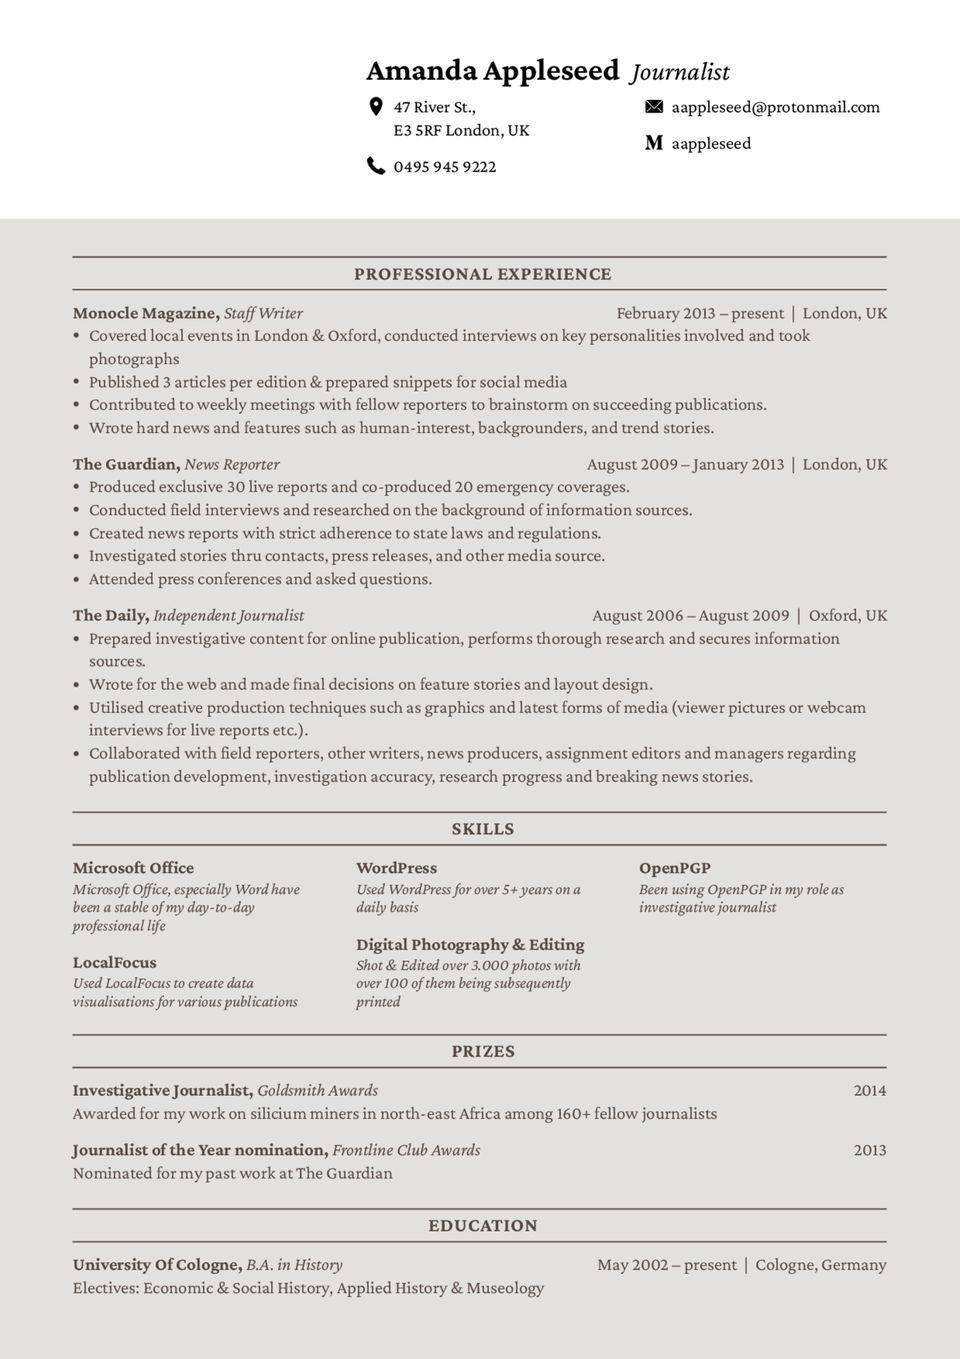 Amanda Appleseed Journalist
47 River St.,
E3 5RF London, UK
0495 945 9222
aappleseed@protonmail.com
M aappleseed
PROFESSIONAL EXPERIENCE
Monocle Magazine, Staff Writer February 2013 – present | London, UK
• Covered local events in London & Oxford, conducted interviews on key personalities involved and took
photographs
• Published 3 articles per edition & prepared snippets for social media
• Contributed to weekly meetings with fellow reporters to brainstorm on succeeding publications.
• Wrote hard news and features such as human-interest, backgrounders, and trend stories.
The Guardian, News Reporter August 2009 – January 2013 | London, UK
• Produced exclusive 30 live reports and co-produced 20 emergency coverages.
• Conducted field interviews and researched on the background of information sources.
• Created news reports with strict adherence to state laws and regulations.
• Investigated stories thru contacts, press releases, and other media source.
• Attended press conferences and asked questions.
The Daily, Independent Journalist August 2006 – August 2009 | Oxford, UK
• Prepared investigative content for online publication, performs thorough research and secures information
sources.
• Wrote for the web and made final decisions on feature stories and layout design.
• Utilised creative production techniques such as graphics and latest forms of media (viewer pictures or webcam
interviews for live reports etc.).
• Collaborated with field reporters, other writers, news producers, assignment editors and managers regarding
publication development, investigation accuracy, research progress and breaking news stories.
SKILLS
Microsoft Office
Microsoft Office, especially Word have
been a stable of my day-to-day
professional life
LocalFocus
Used LocalFocus to create data
visualisations for various publications
WordPress
Used WordPress for over 5+ years on a
daily basis
Digital Photography & Editing
Shot & Edited over 3.000 photos with
over 100 of them being subsequently
printed
OpenPGP
Been using OpenPGP in my role as
investigative journalist
PRIZES
Investigative Journalist, Goldsmith Awards 2014
Awarded for my work on silicium miners in north-east Africa among 160+ fellow journalists
Journalist of the Year nomination, Frontline Club Awards 2013
Nominated for my past work at The Guardian
EDUCATION
University Of Cologne, B.A. in History May 2002 – present | Cologne, Germany
Electives: Economic & Social History, Applied History & Museology